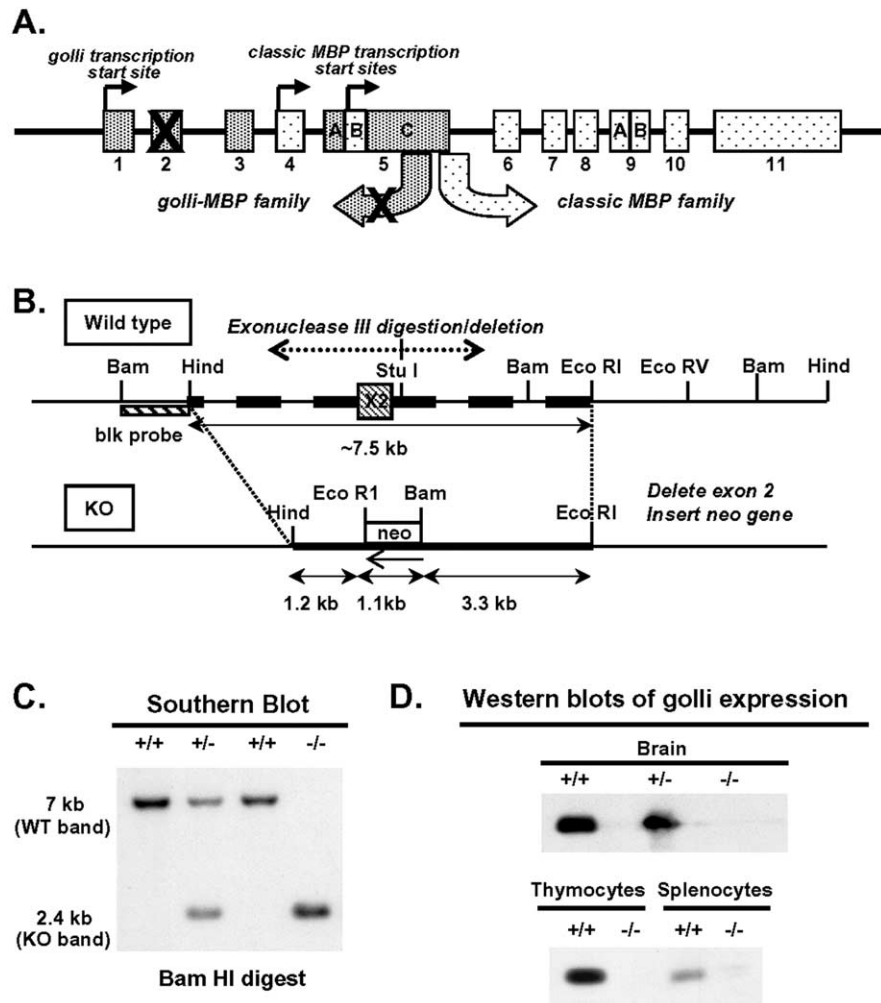 A.
golli transcription
start site
classic MBP transcription
start sites
A B C A B
1 2 3 4 5 6 7 8 9 10 11
golli-MBP family
classic MBP family
B.
Wild type
Exonuclease III digestion/deletion
Bam Hind Stu I Bam Eco RI Eco RV Bam Hind
X2
blk probe
~7.5 kb
KO
Hind Eco R1 Bam Eco RI
neo
Delete exon 2
Insert neo gene
1.2 kb 1.1kb 3.3 kb
C.
Southern Blot
+/+ +/- +/+ -/-
7 kb
(WT band)
2.4 kb
(KO band)
Bam HI digest
D.
Western blots of golli expression
Brain
+/+ +/- -/-
Thymocytes Splenocytes
+/+ -/- +/+ -/-